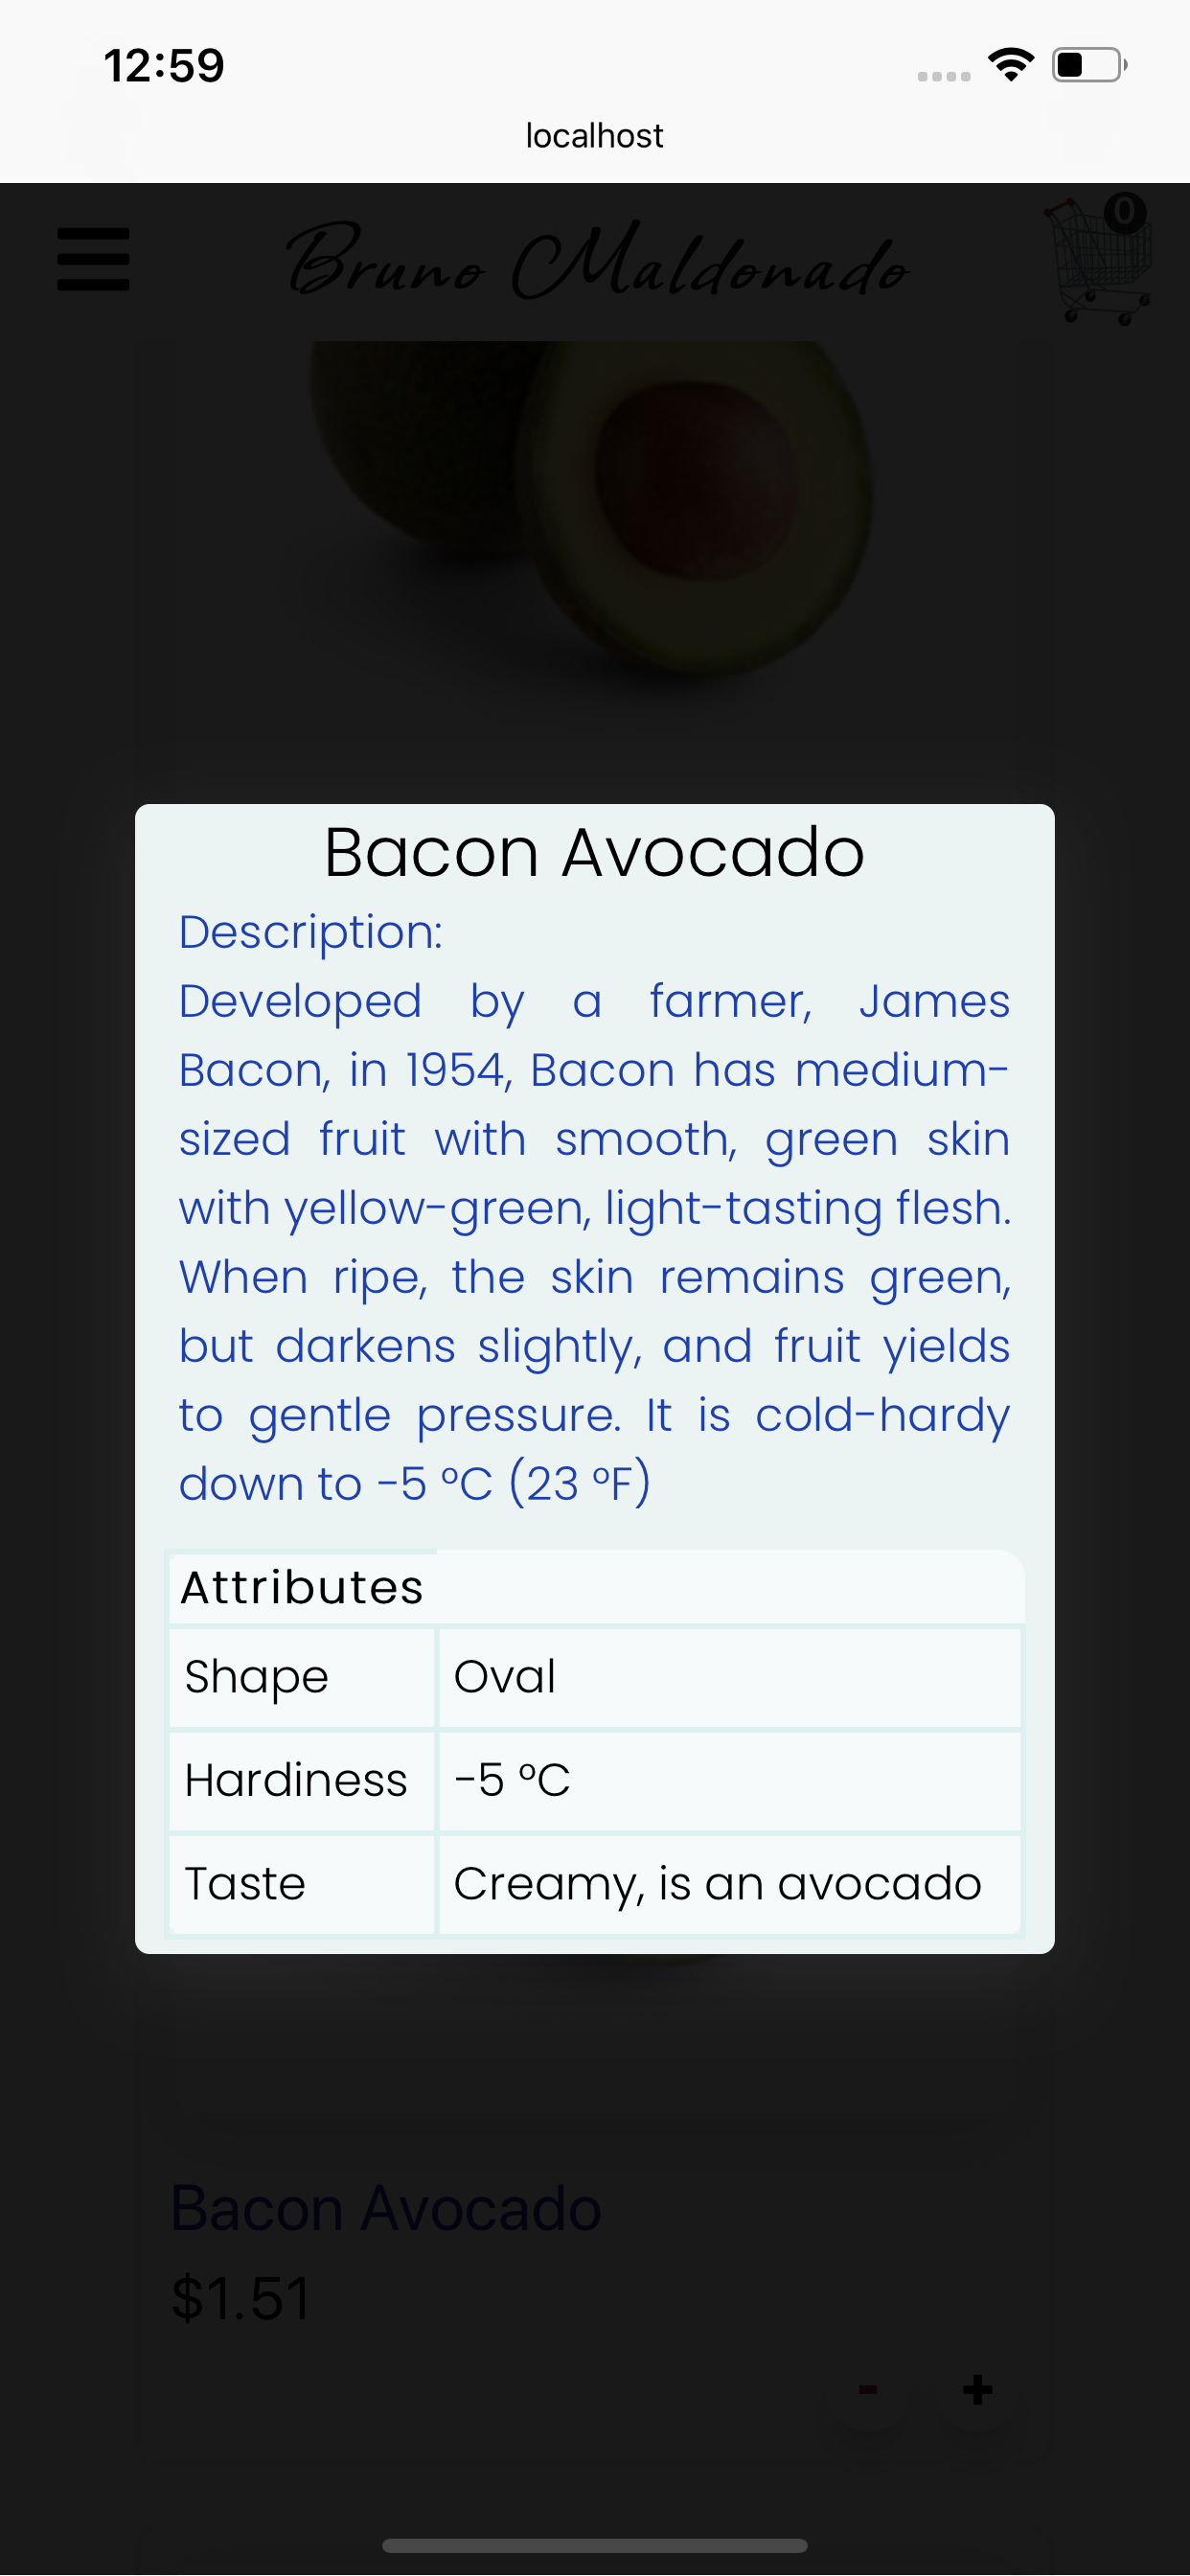 12:59
localhost
Bruno Maldonado
0
Bacon Avocado
Description:
Developed by a farmer, James
Bacon, in 1954, Bacon has medium-
sized fruit with smooth, green skin
with yellow-green, light-tasting flesh.
When ripe, the skin remains green,
but darkens slightly, and fruit yields
to gentle pressure. It is cold-hardy
down to -5 ºC (23 ºF)
Attributes
Shape Oval
Hardiness -5 ºC
Taste Creamy, is an avocado
Bacon Avocado
$1.51
- +